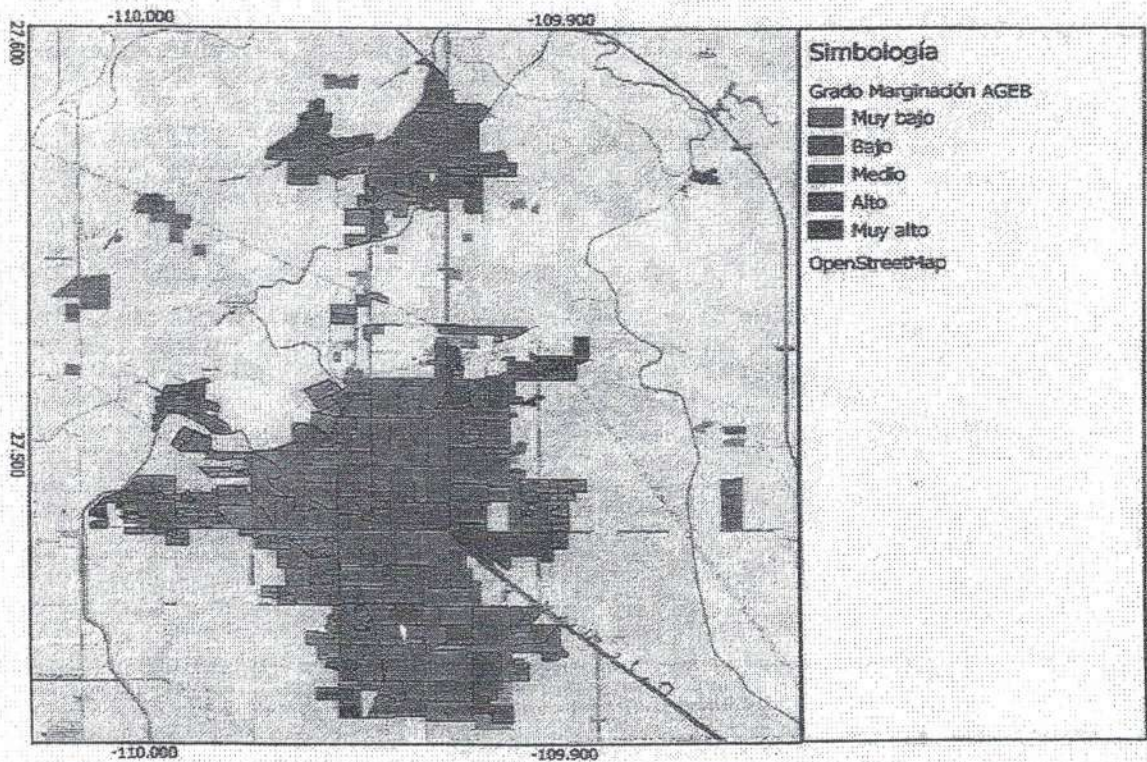 -110.000
-109.900
27.600
27.500
Simbología
Grado Marginación AGEB
Muy bajo
Bajo
Medio
Alto
Muy alto
OpenStreetMap
-110.000
-109.900